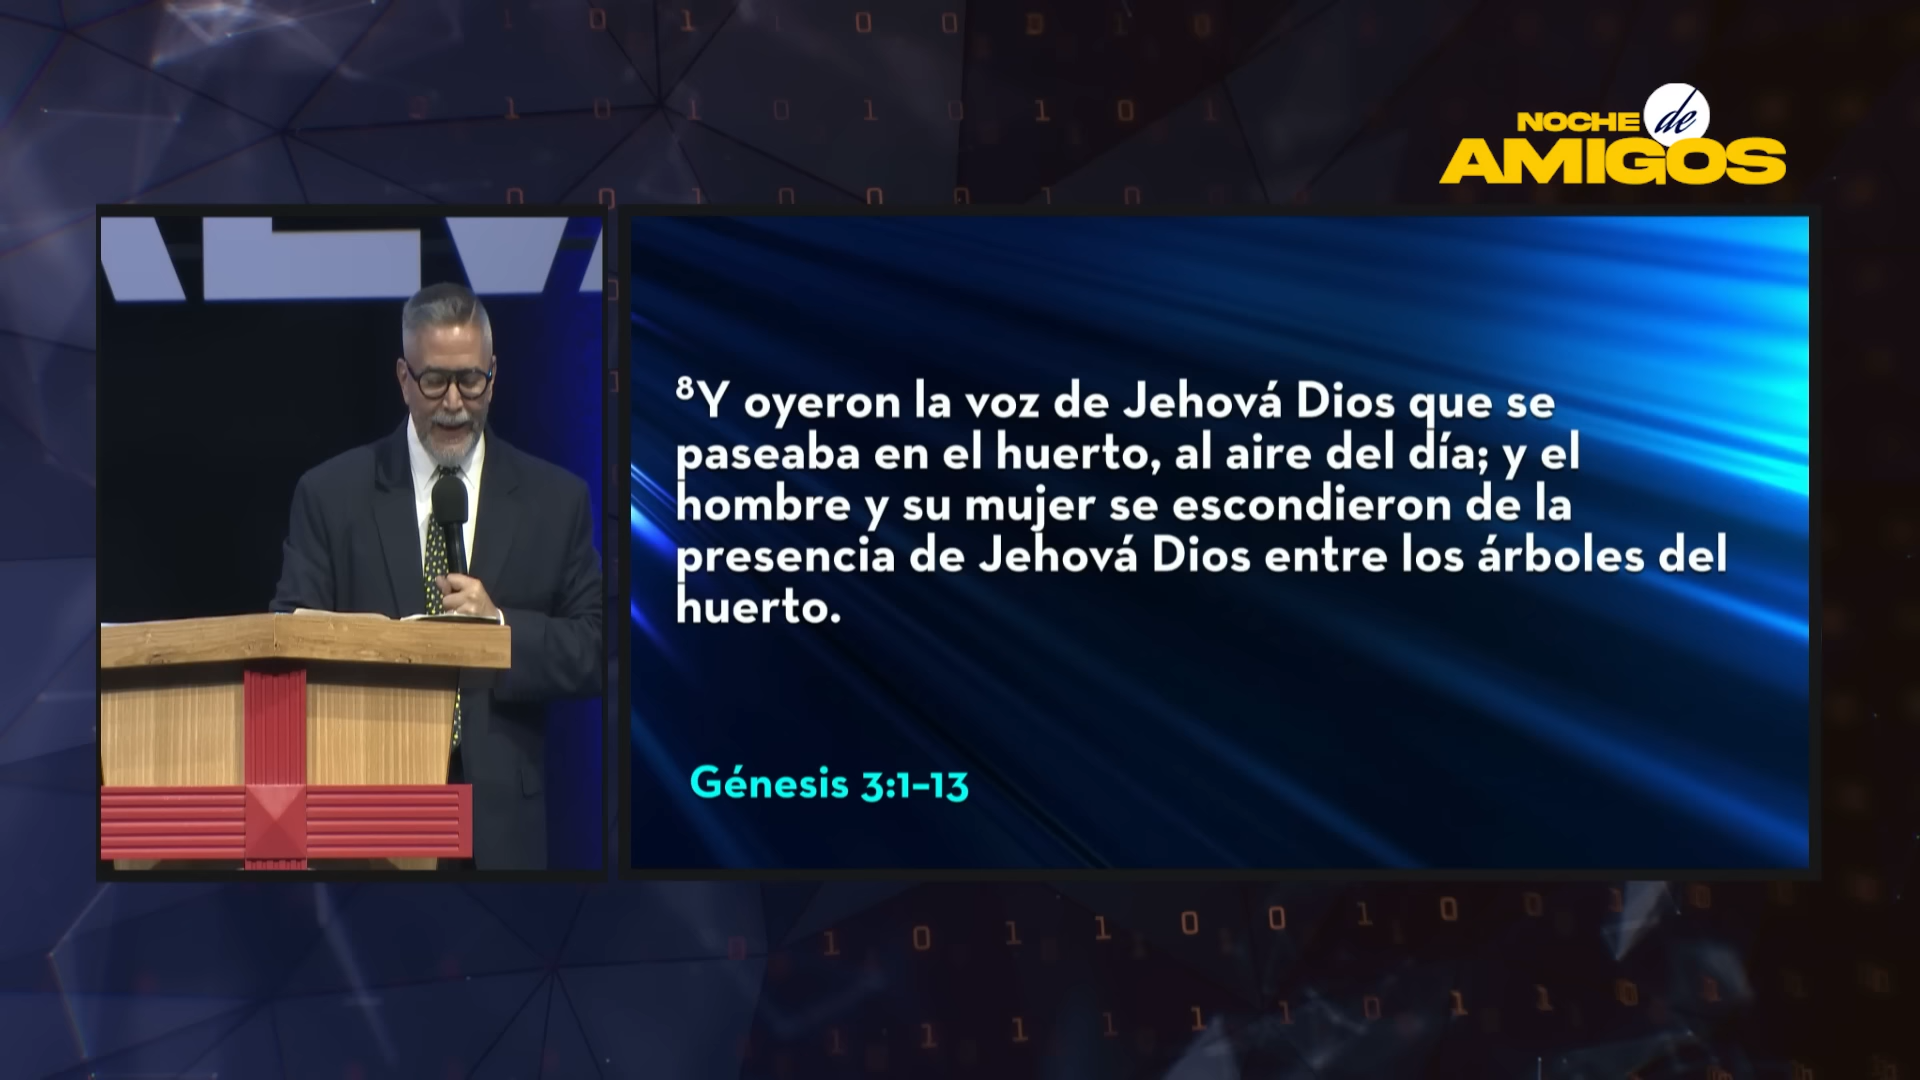 NOCHE de
AMIGOS
⁸Y oyeron la voz de Jehová Dios que se
paseaba en el huerto, al aire del día; y el
hombre y su mujer se escondieron de la
presencia de Jehová Dios entre los árboles del
huerto.
Génesis 3:1–13